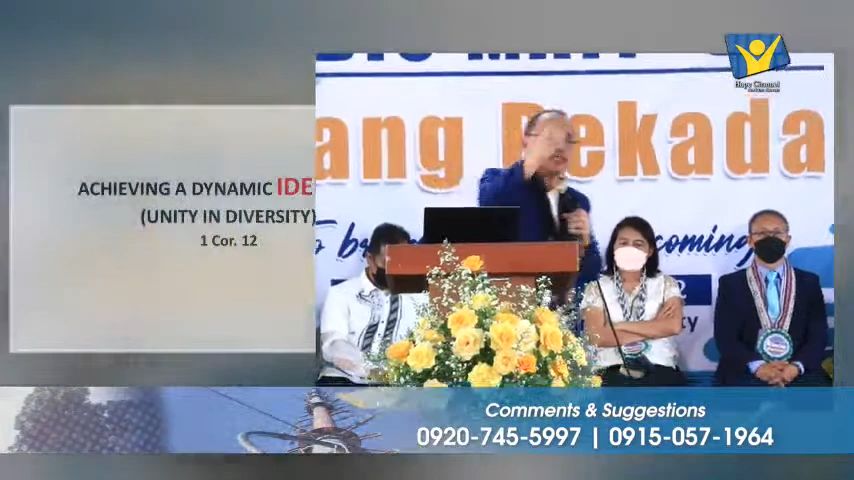 Hope Channel
ang Dekada
ACHIEVING A DYNAMIC IDE
(UNITY IN DIVERSITY)
1 Cor. 12
coming
Comments & Suggestions
0920-745-5997 | 0915-057-1964